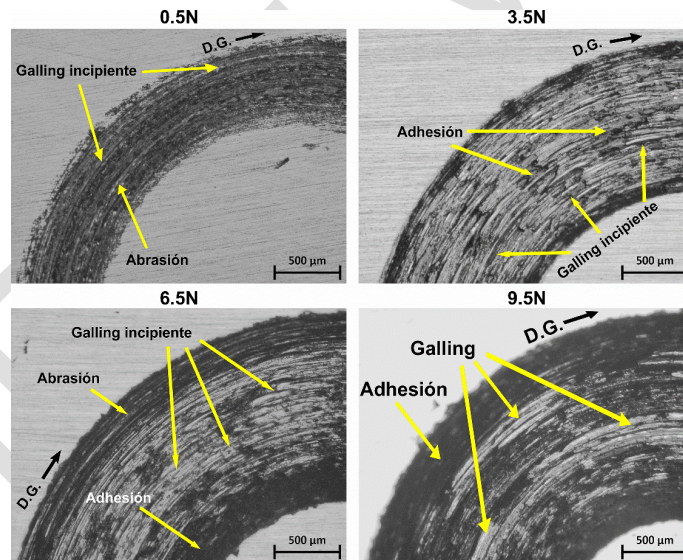 0.5N
D.G.
Galling incipiente
Abrasión
500 µm
3.5N
D.G.
Adhesión
Galling incipiente
500 µm
6.5N
Galling incipiente
Abrasión
D.G.
Adhesión
500 µm
9.5N
D.G.
Galling
Adhesión
500 µm